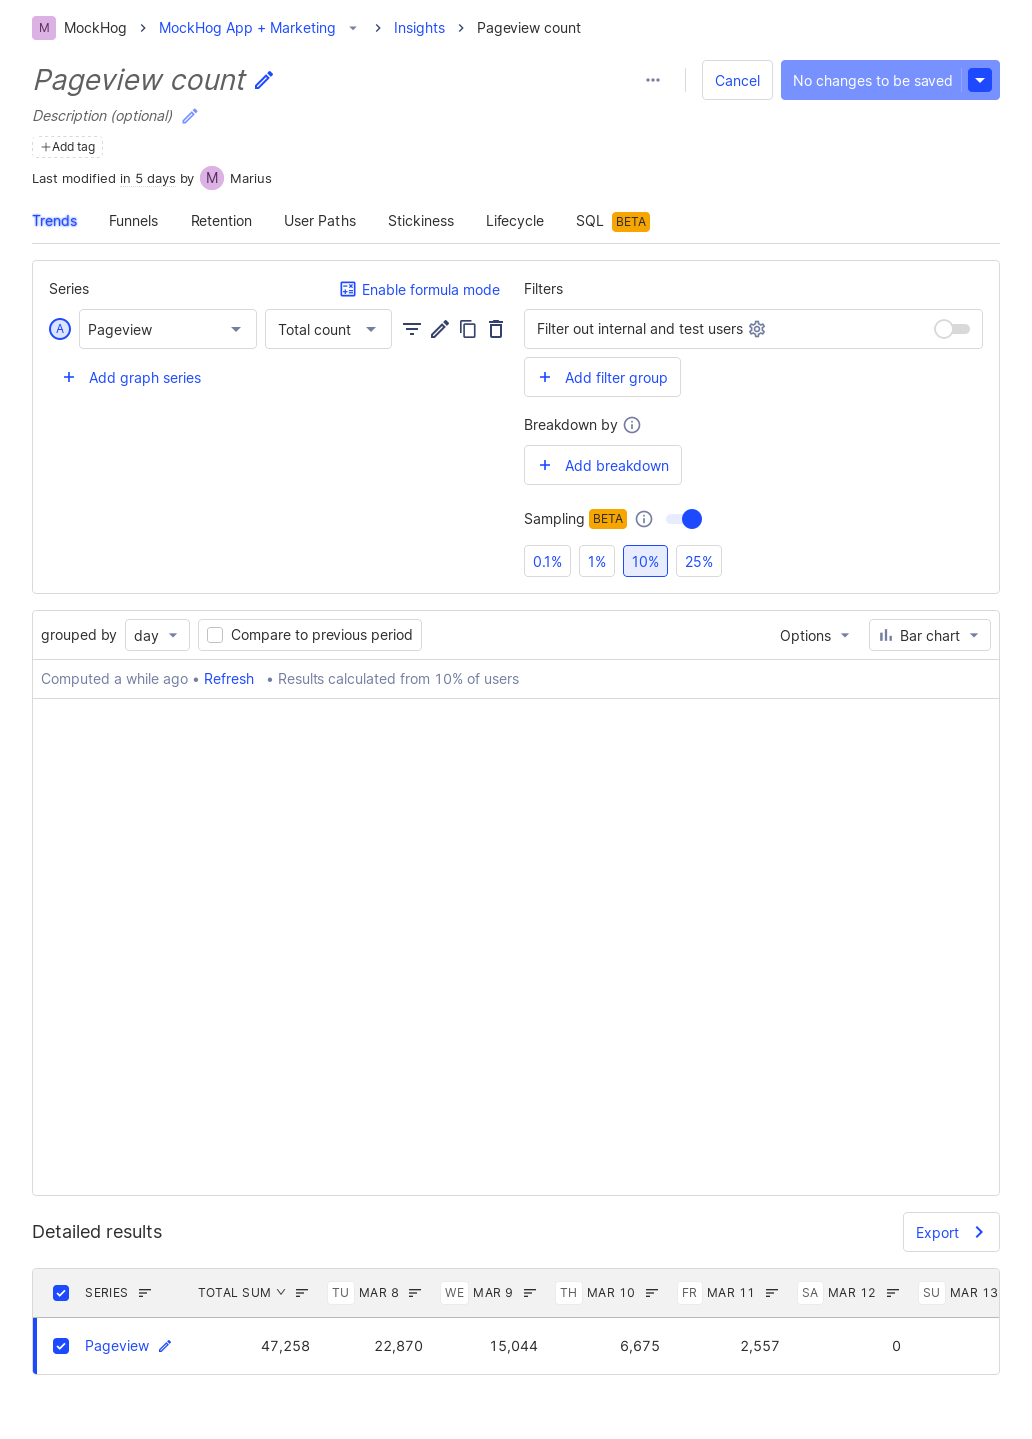 M MockHog MockHog App + Marketing Insights Pageview count
Pageview count Cancel No changes to be saved
Description (optional)
Add tag
Last modified in 5 days by M Marius
Trends Funnels Retention User Paths Stickiness Lifecycle SQL BETA
Series Enable formula mode Filters
A Pageview Total count Filter out internal and test users
Add graph series Add filter group
Breakdown by
Add breakdown
Sampling BETA
0.1% 1% 10% 25%
grouped by day Compare to previous period Options Bar chart
Computed a while ago • Refresh • Results calculated from 10% of users
Detailed results Export
SERIES TOTAL SUM TU MAR 8 WE MAR 9 TH MAR 10 FR MAR 11 SA MAR 12 SU MAR 13
Pageview 47,258 22,870 15,044 6,675 2,557 0